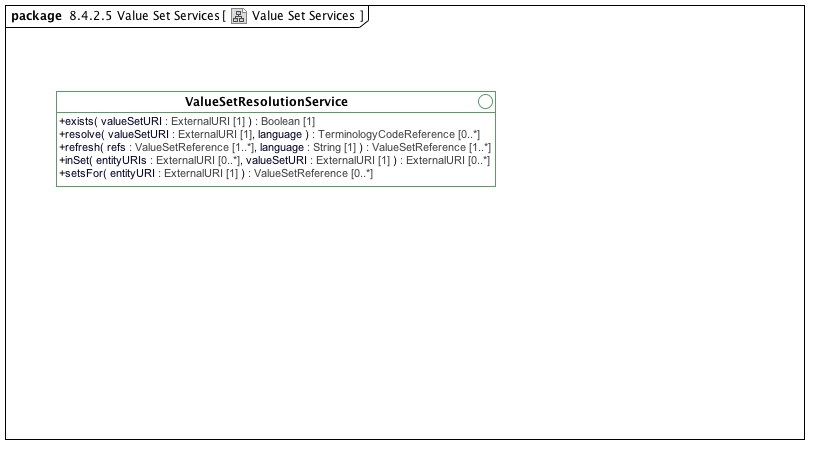 package 8.4.2.5 Value Set Services [ Value Set Services ]
ValueSetResolutionService
+exists( valueSetURI : ExternalURI [1] ) : Boolean [1]
+resolve( valueSetURI : ExternalURI [1], language ) : TerminologyCodeReference [0..*]
+refresh( refs : ValueSetReference [1..*], language : String [1] ) : ValueSetReference [1..*]
+inSet( entityURIs : ExternalURI [0..*], valueSetURI : ExternalURI [1] ) : ExternalURI [0..*]
+setsFor( entityURI : ExternalURI [1] ) : ValueSetReference [0..*]